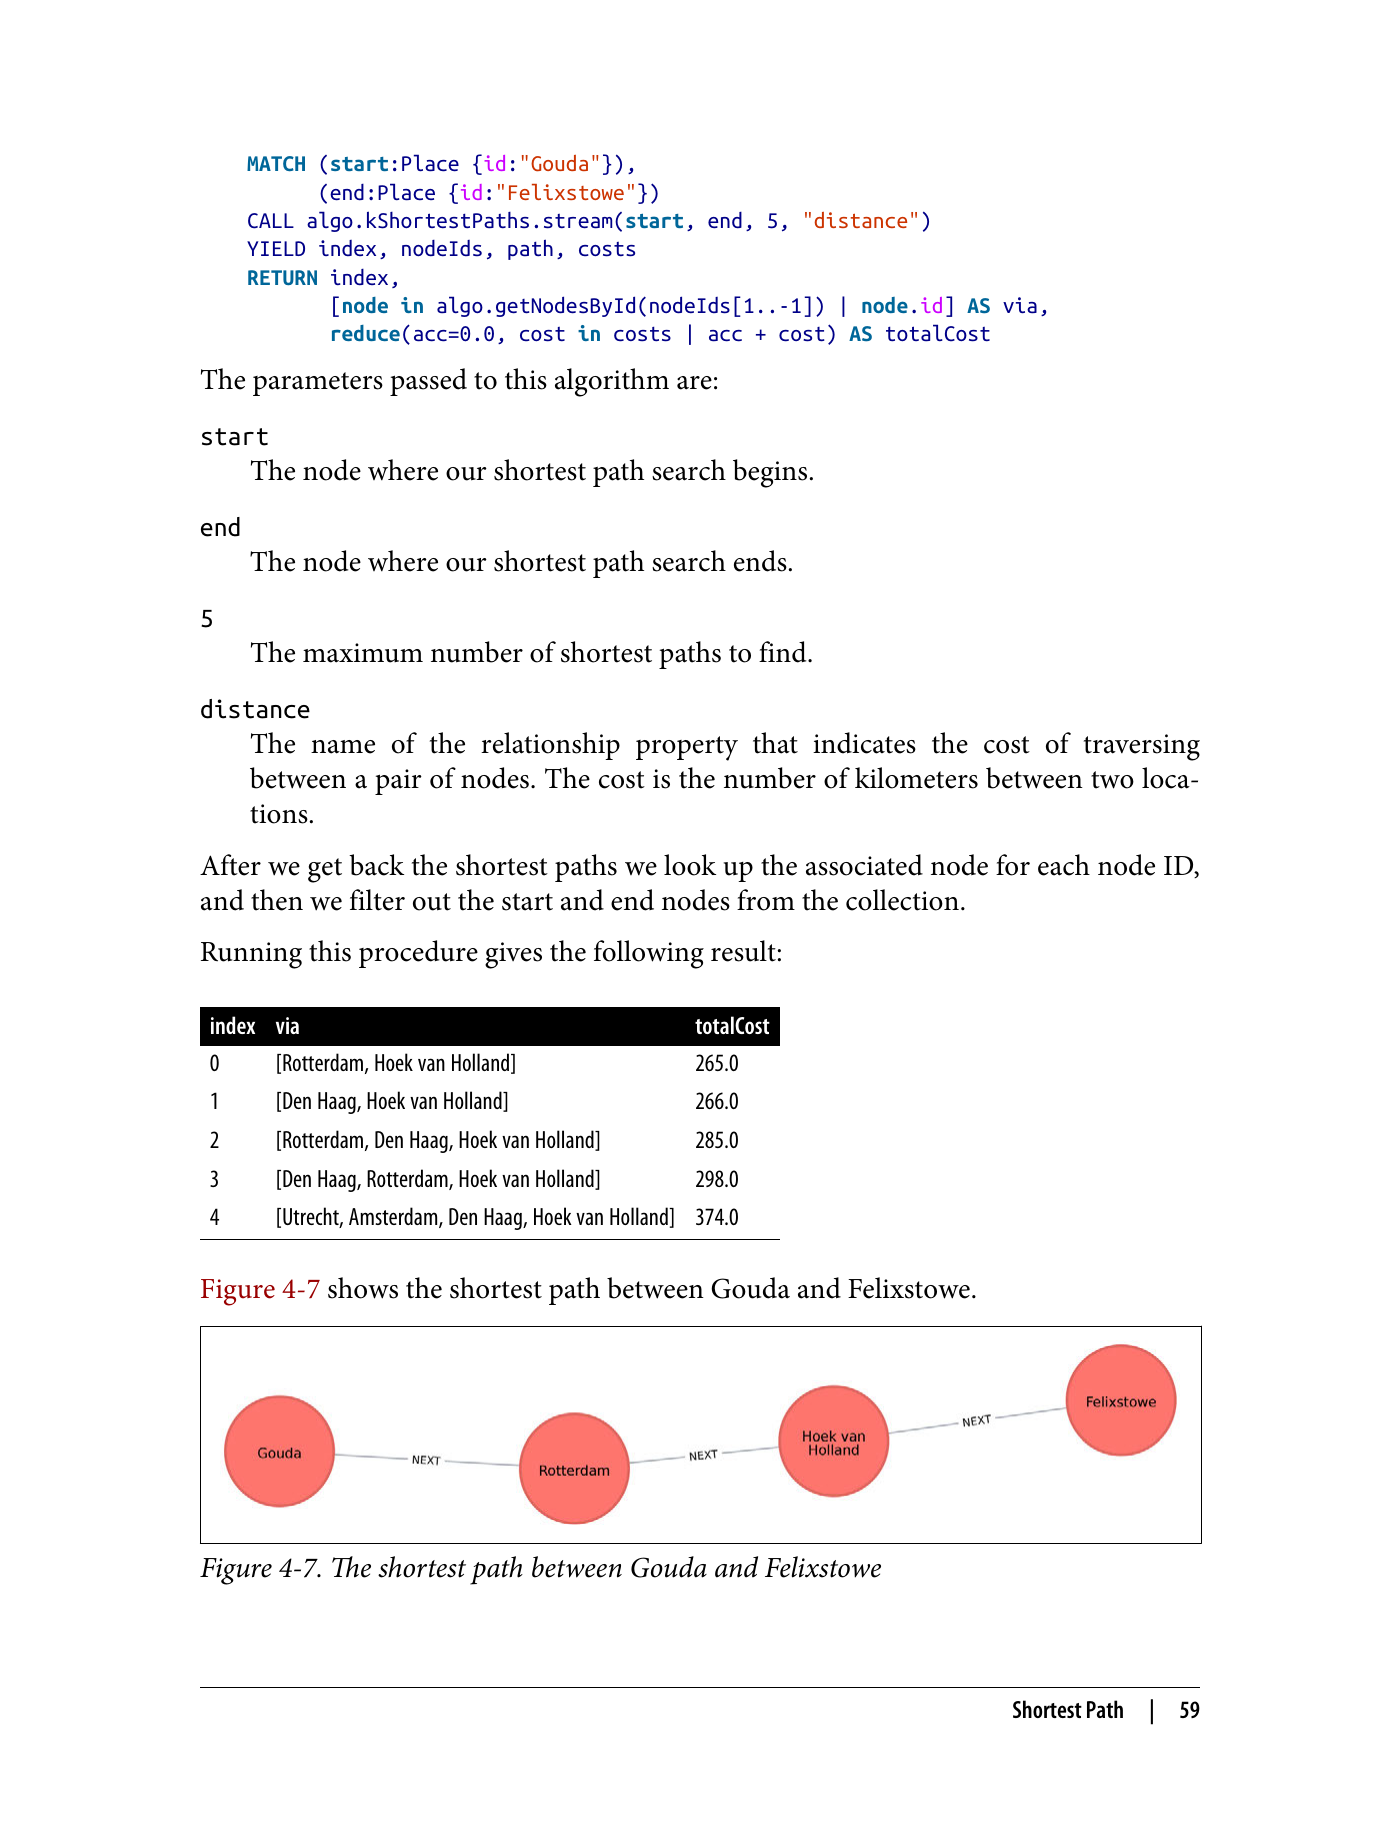 MATCH (start:Place {id:"Gouda"}),
      (end:Place {id:"Felixstowe"})
CALL algo.kShortestPaths.stream(start, end, 5, "distance")
YIELD index, nodeIds, path, costs
RETURN index,
       [node in algo.getNodesById(nodeIds[1..-1]) | node.id] AS via,
       reduce(acc=0.0, cost in costs | acc + cost) AS totalCost
The parameters passed to this algorithm are:
start
The node where our shortest path search begins.
end
The node where our shortest path search ends.
5
The maximum number of shortest paths to find.
distance
The name of the relationship property that indicates the cost of traversing
between a pair of nodes. The cost is the number of kilometers between two loca-
tions.
After we get back the shortest paths we look up the associated node for each node ID,
and then we filter out the start and end nodes from the collection.
Running this procedure gives the following result:
index via totalCost
0 [Rotterdam, Hoek van Holland] 265.0
1 [Den Haag, Hoek van Holland] 266.0
2 [Rotterdam, Den Haag, Hoek van Holland] 285.0
3 [Den Haag, Rotterdam, Hoek van Holland] 298.0
4 [Utrecht, Amsterdam, Den Haag, Hoek van Holland] 374.0
Figure 4-7 shows the shortest path between Gouda and Felixstowe.
Gouda
NEXT
Rotterdam
NEXT
Hoek van
Holland
NEXT
Felixstowe
Figure 4-7. The shortest path between Gouda and Felixstowe
Shortest Path | 59